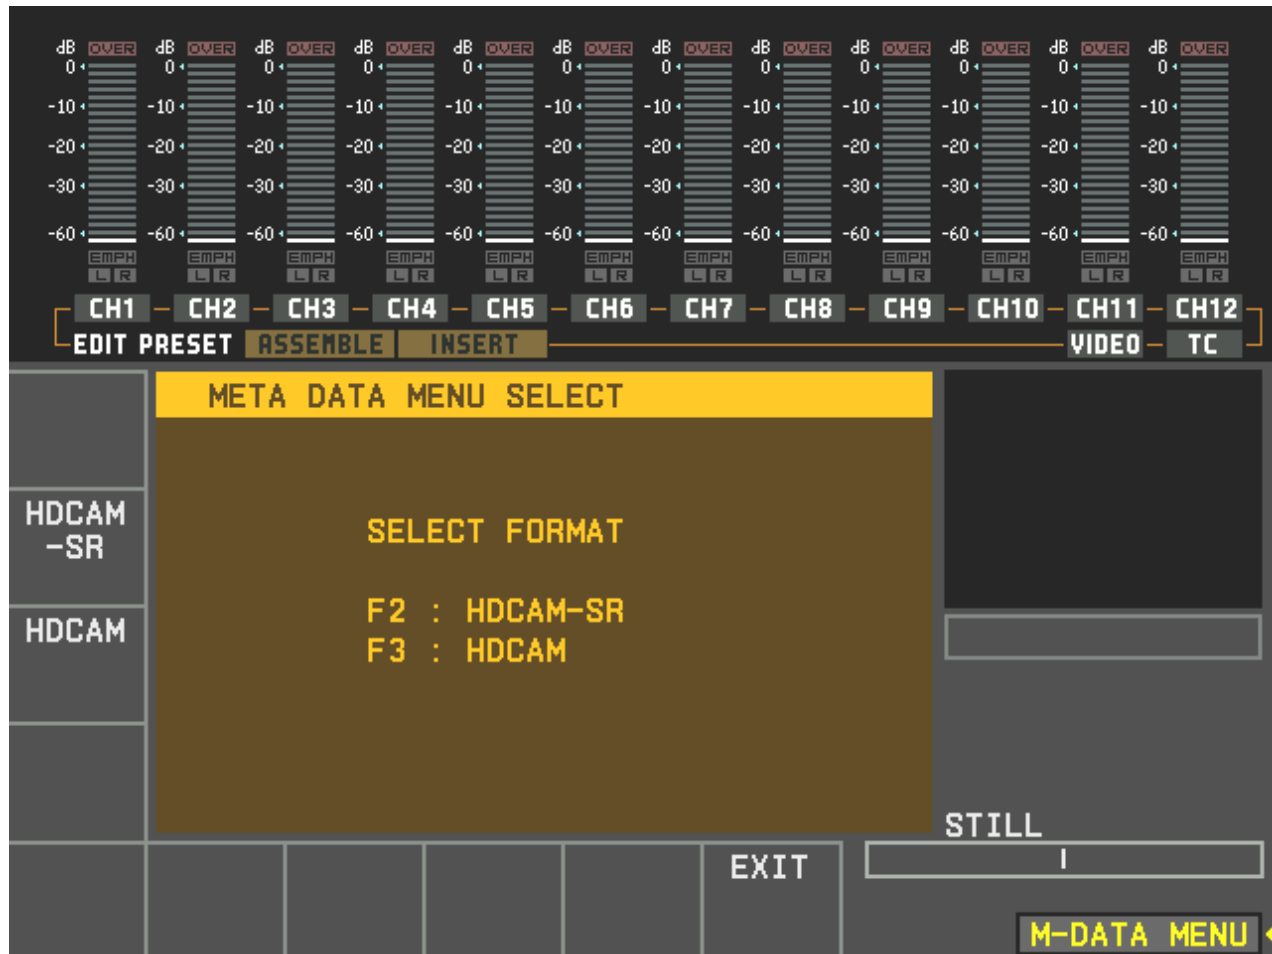 dB OVER dB OVER dB OVER dB OVER dB OVER dB OVER dB OVER dB OVER dB OVER dB OVER dB OVER dB OVER
0 0 0 0 0 0 0 0 0 0 0 0
-10 -10 -10 -10 -10 -10 -10 -10 -10 -10 -10 -10
-20 -20 -20 -20 -20 -20 -20 -20 -20 -20 -20 -20
-30 -30 -30 -30 -30 -30 -30 -30 -30 -30 -30 -30
-60 -60 -60 -60 -60 -60 -60 -60 -60 -60 -60 -60
EMPH EMPH EMPH EMPH EMPH EMPH EMPH EMPH EMPH EMPH EMPH EMPH
L R L R L R L R L R L R L R L R L R L R L R L R
CH1 CH2 CH3 CH4 CH5 CH6 CH7 CH8 CH9 CH10 CH11 CH12
EDIT PRESET ASSEMBLE INSERT VIDEO TC
META DATA MENU SELECT
HDCAM
-SR
HDCAM
SELECT FORMAT
F2 : HDCAM-SR
F3 : HDCAM
STILL
EXIT
M-DATA MENU